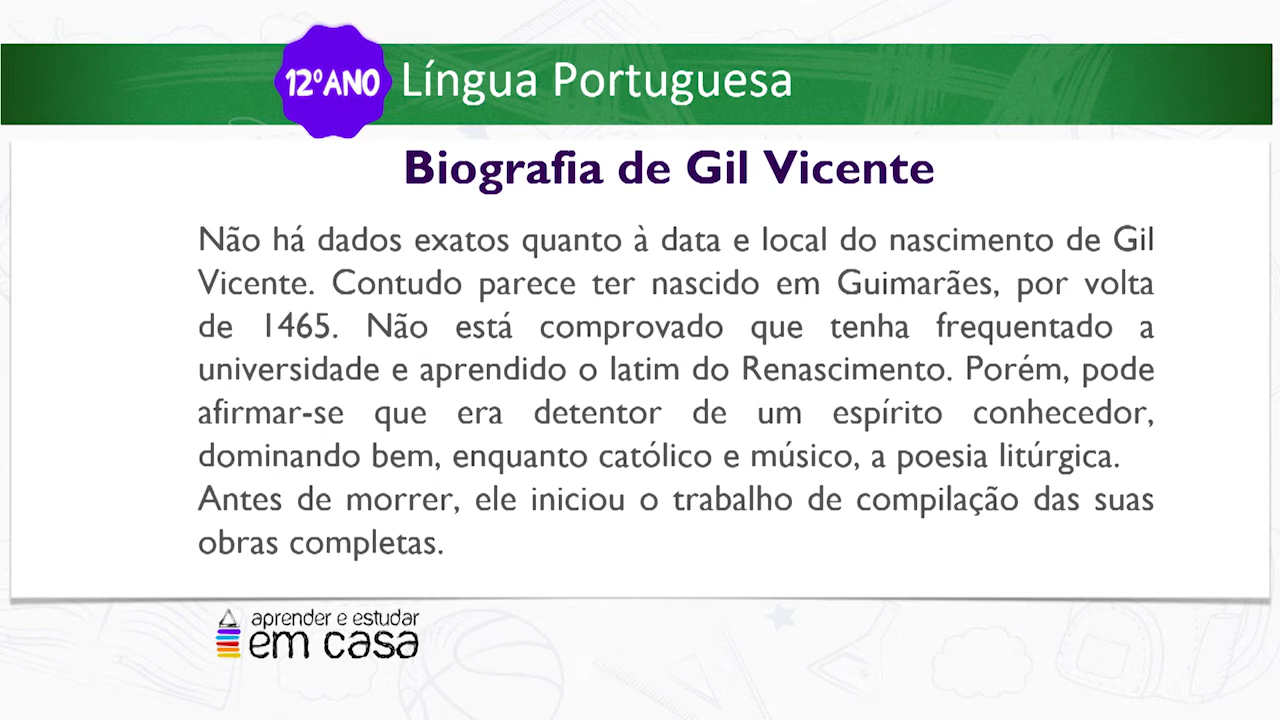 12ºANO Língua Portuguesa
Biografia de Gil Vicente
Não há dados exatos quanto à data e local do nascimento de Gil
Vicente. Contudo parece ter nascido em Guimarães, por volta
de 1465. Não está comprovado que tenha frequentado a
universidade e aprendido o latim do Renascimento. Porém, pode
afirmar-se que era detentor de um espírito conhecedor,
dominando bem, enquanto católico e músico, a poesia litúrgica.
Antes de morrer, ele iniciou o trabalho de compilação das suas
obras completas.
aprender e estudar
em casa